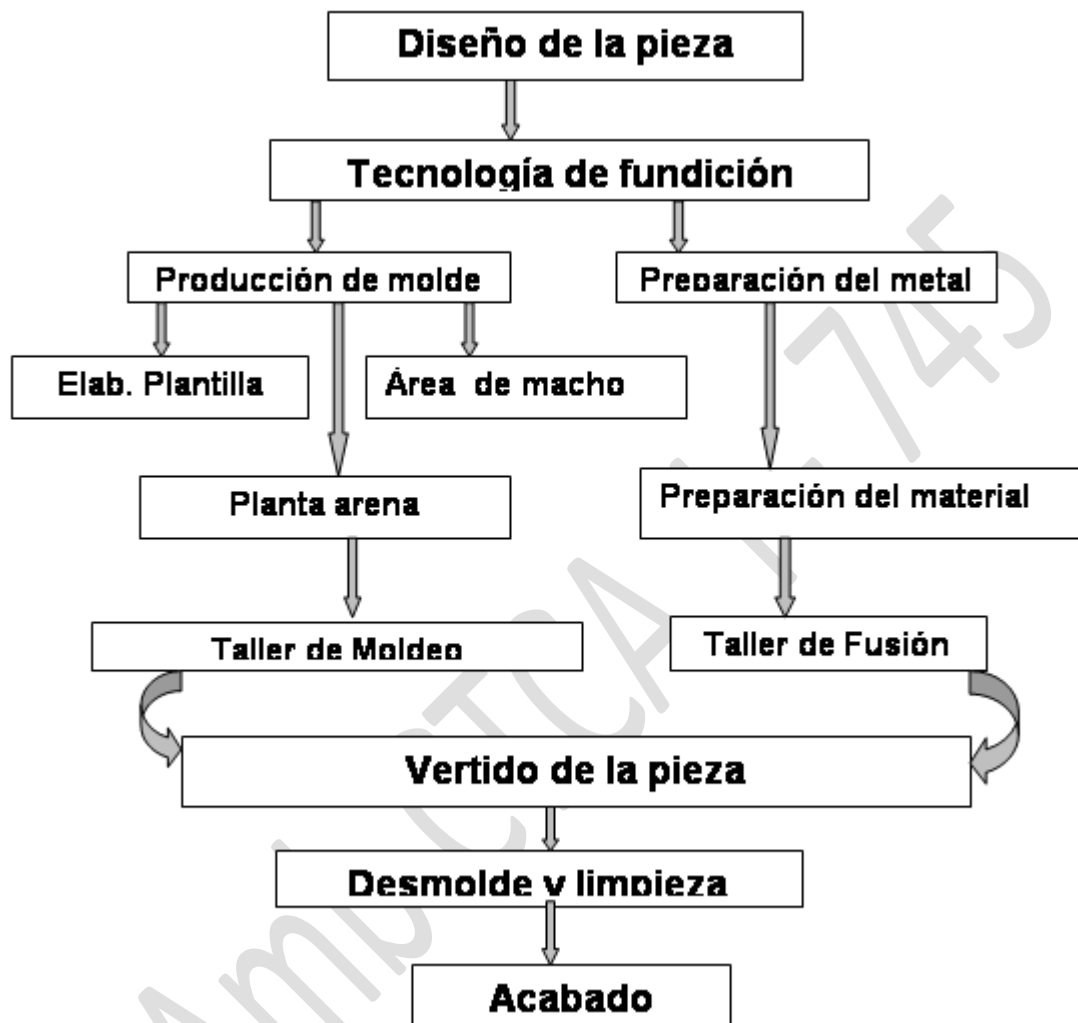 Diseño de la pieza
Tecnología de fundición
Producción de molde
Preparación del metal
Elab. Plantilla
Área de macho
Planta arena
Preparación del material
Taller de Moldeo
Taller de Fusión
Vertido de la pieza
Desmolde y limpieza
Acabado
745